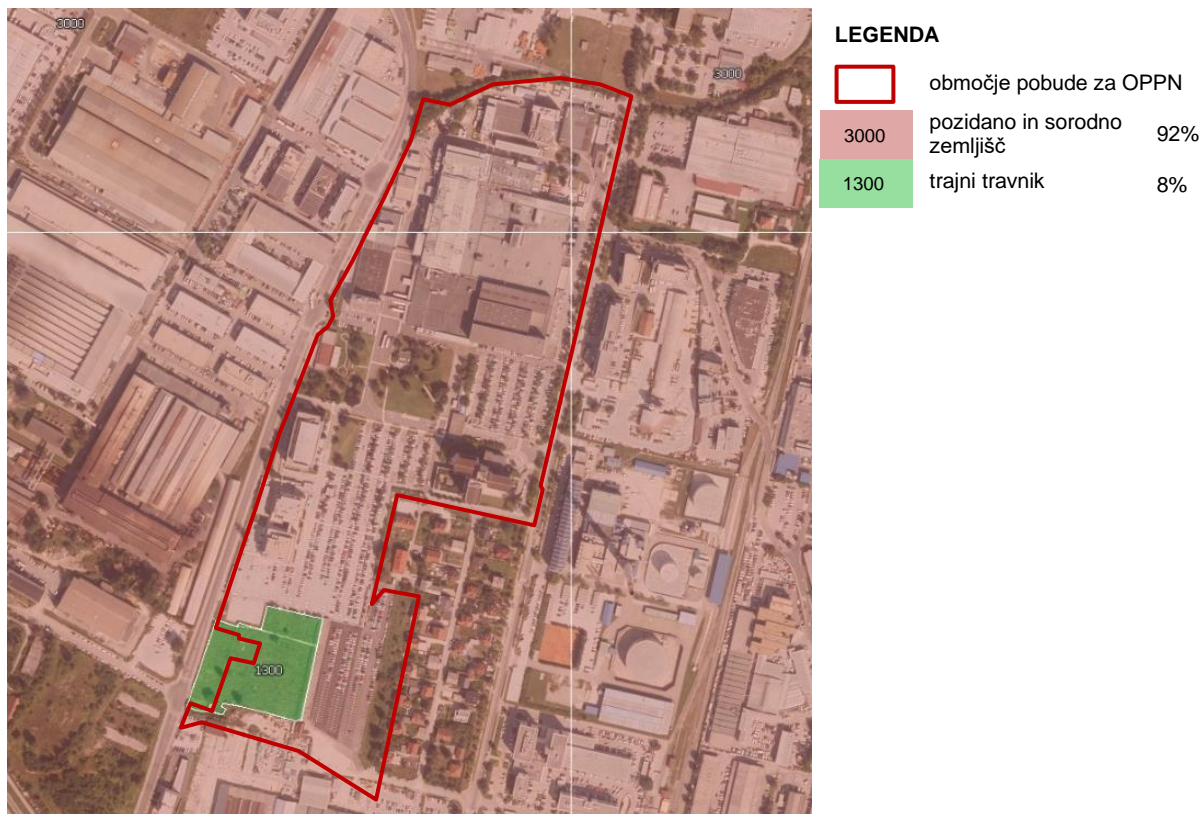 3000
3000
1300
LEGENDA
območje pobude za OPPN
3000
pozidano in sorodno
zemljišč
92%
1300
trajni travnik
8%